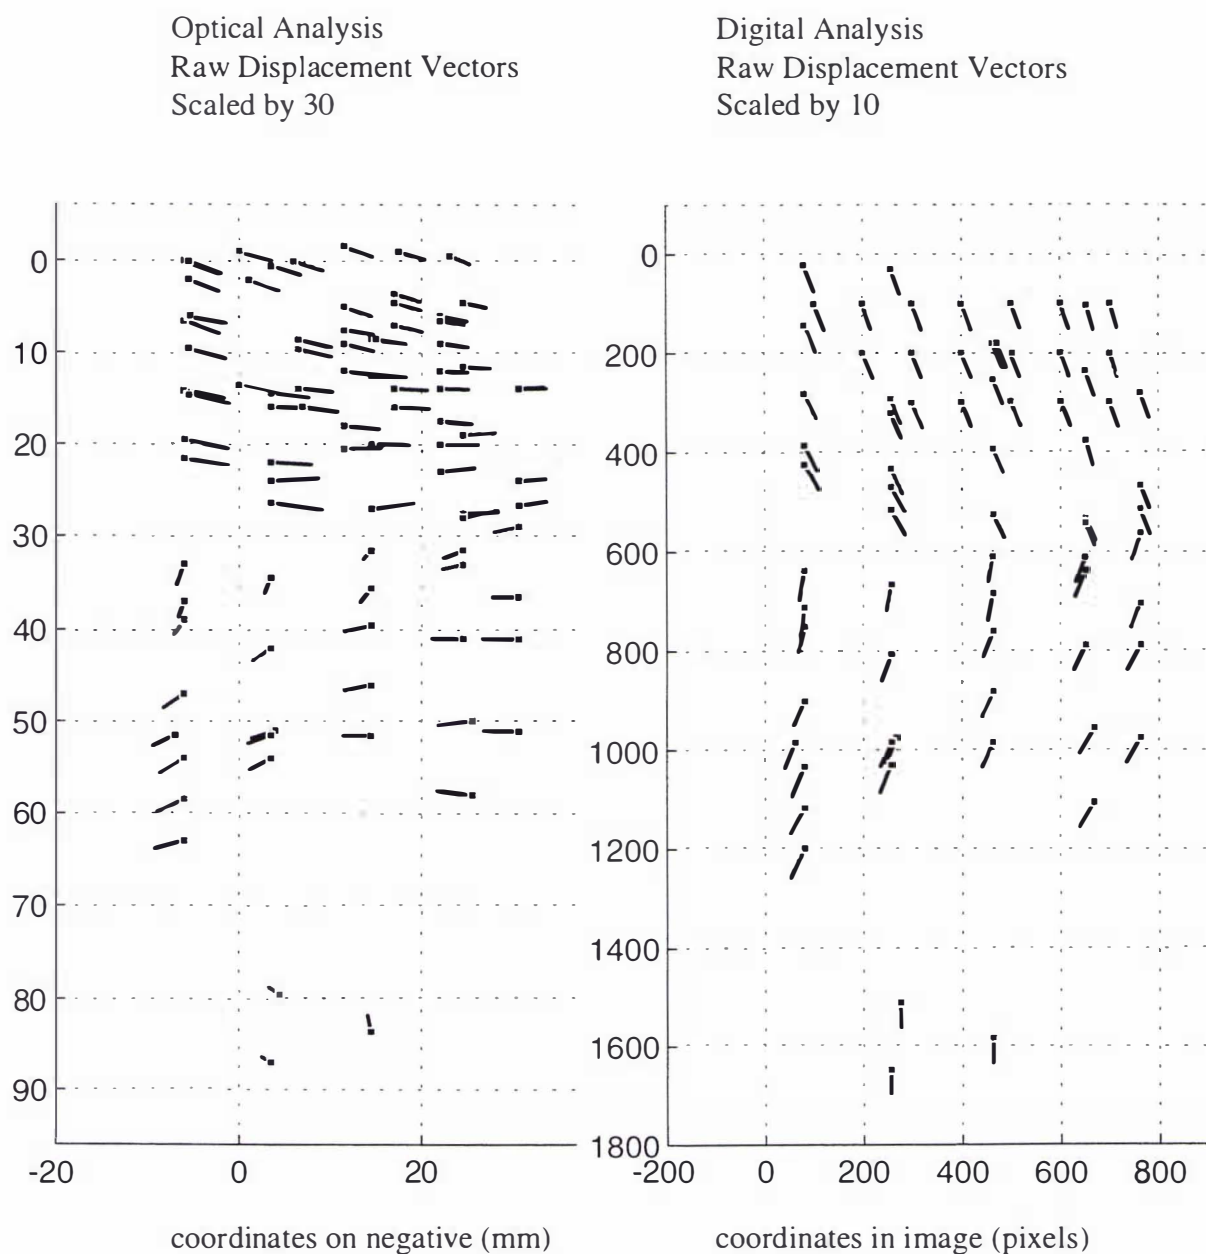 Optical Analysis
Raw Displacement Vectors
Scaled by 30
Digital Analysis
Raw Displacement Vectors
Scaled by 10
0
10
20
30
40
50
60
70
80
90
-20 0 20
coordinates on negative (mm)
0
200
400
600
800
1000
1200
1400
1600
1800
-200 0 200 400 600 800
coordinates in image (pixels)